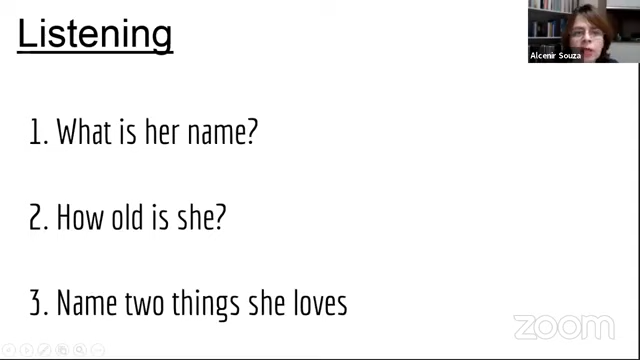 Listening
Alcenir Souza
1. What is her name?
2. How old is she?
3. Name two things she loves
zoom